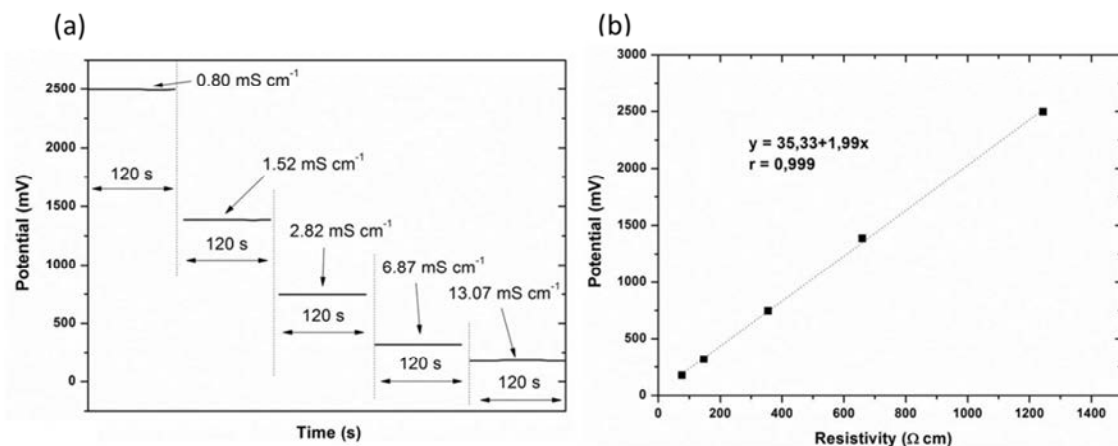 (a)
Potential (mV)
2500
2000
1500
1000
500
0
0.80 mS cm⁻¹
120 s
1.52 mS cm⁻¹
120 s
2.82 mS cm⁻¹
120 s
6.87 mS cm⁻¹
120 s
13.07 mS cm⁻¹
120 s
Time (s)
(b)
Potential (mV)
3000
2500
2000
1500
1000
500
0
y = 35,33+1,99x
r = 0,999
0 200 400 600 800 1000 1200 1400
Resistivity (Ω cm)